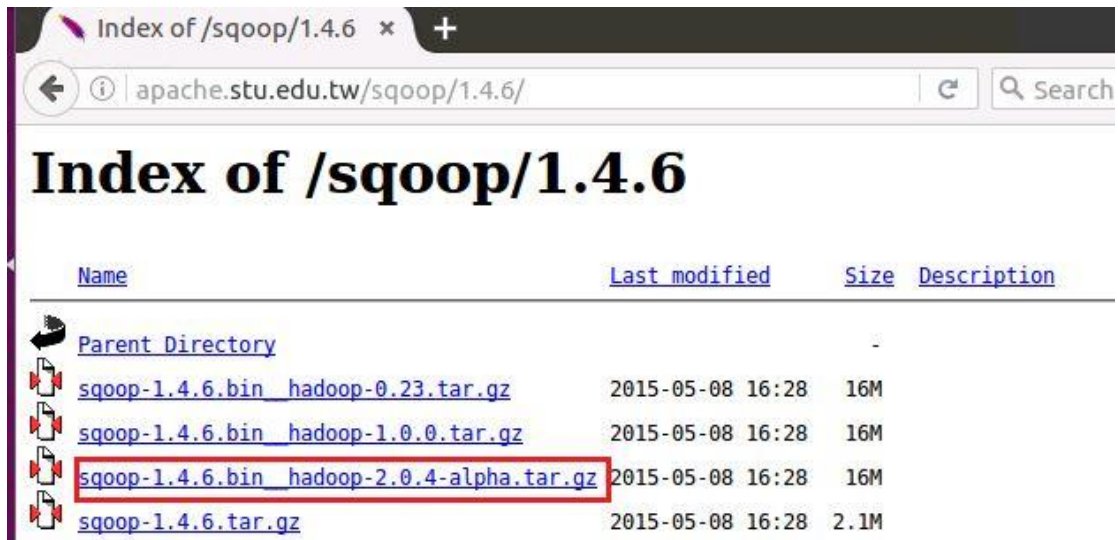 Index of /sqoop/1.4.6 × +
apache.stu.edu.tw/sqoop/1.4.6/ Search
Index of /sqoop/1.4.6
Name Last modified Size Description
Parent Directory -
sqoop-1.4.6.bin__hadoop-0.23.tar.gz 2015-05-08 16:28 16M
sqoop-1.4.6.bin__hadoop-1.0.0.tar.gz 2015-05-08 16:28 16M
sqoop-1.4.6.bin__hadoop-2.0.4-alpha.tar.gz 2015-05-08 16:28 16M
sqoop-1.4.6.tar.gz 2015-05-08 16:28 2.1M